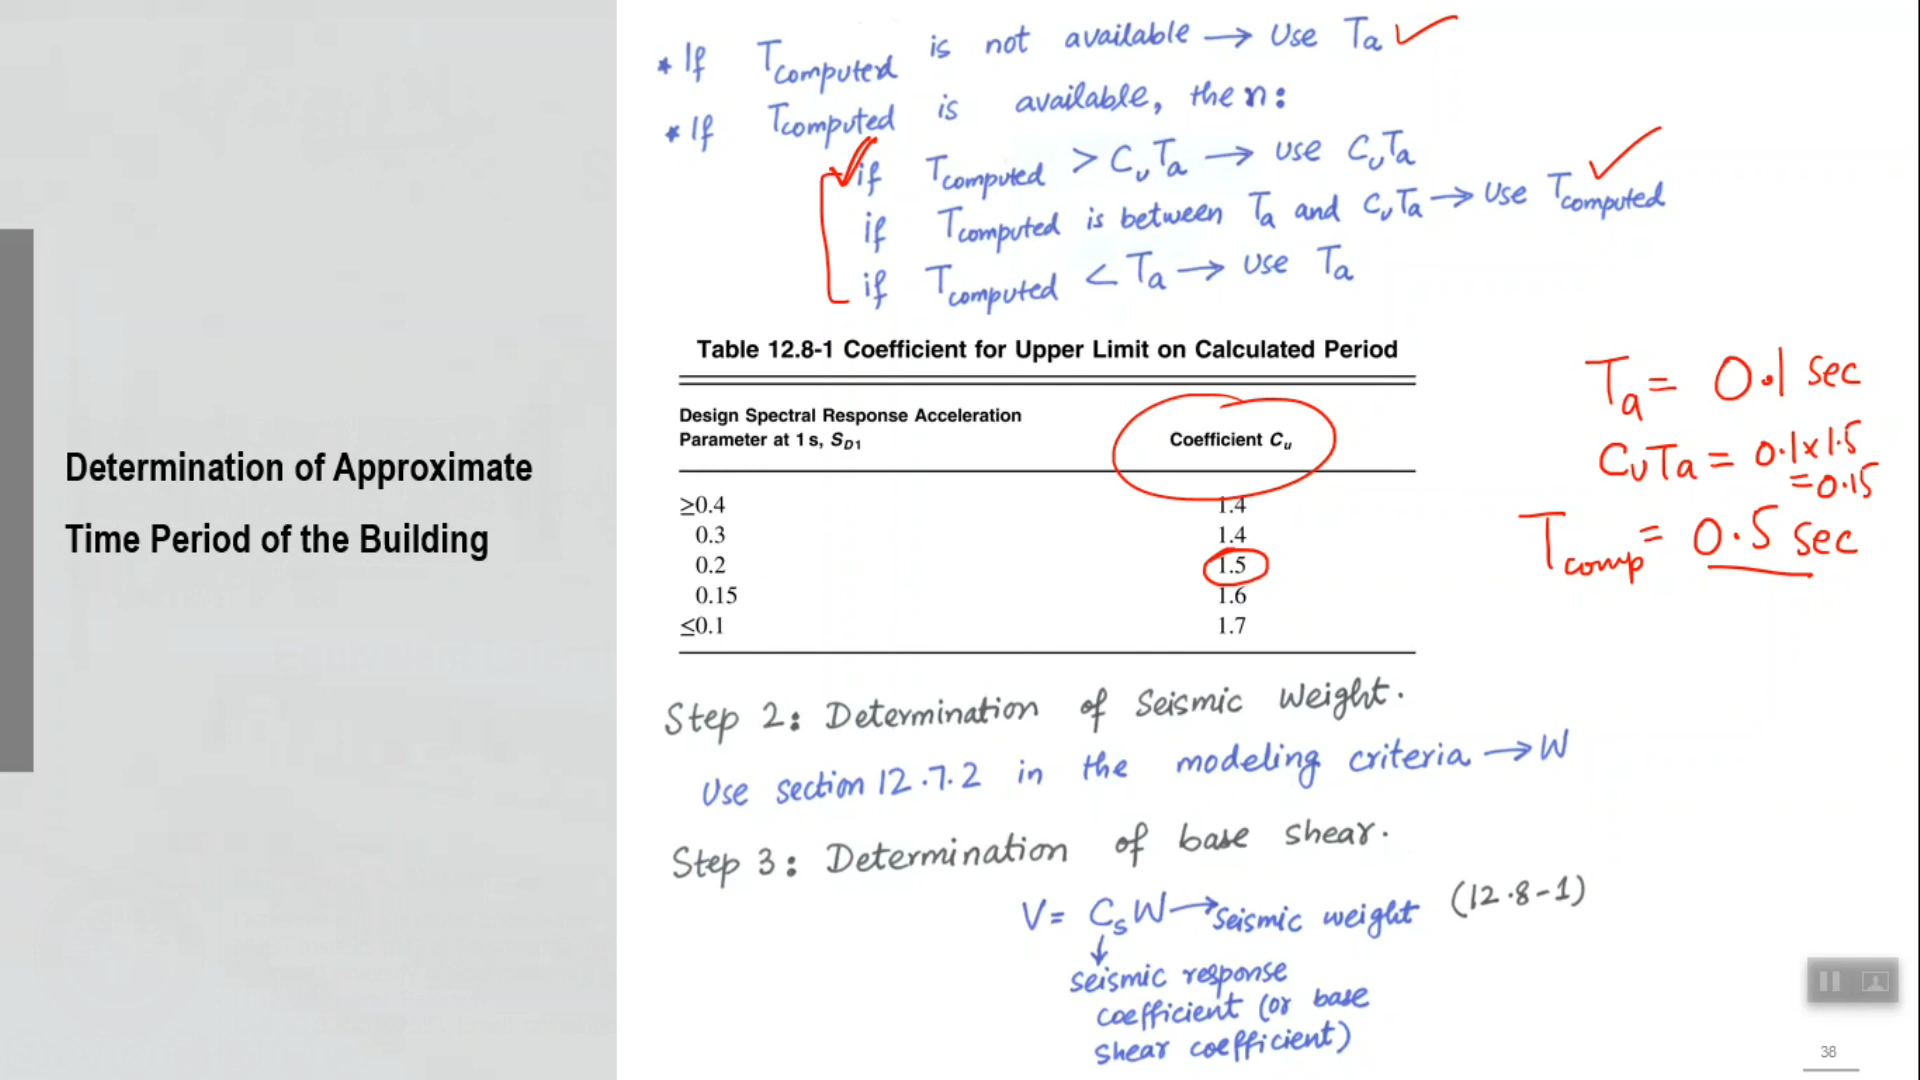 * If Tcomputed is not available → Use Ta ✓
* If Tcomputed is available, then:
if Tcomputed > CuTa → use CuTa
if Tcomputed is between Ta and CuTa → use Tcomputed ✓
if Tcomputed < Ta → use Ta
Table 12.8-1 Coefficient for Upper Limit on Calculated Period
Design Spectral Response Acceleration
Parameter at 1 s, SD1 Coefficient Cu
≥0.4 1.4
0.3 1.4
0.2 1.5
0.15 1.6
≤0.1 1.7
Ta = 0.1 sec
CuTa = 0.1x1.5
=0.15
Tcomp = 0.5 sec
Determination of Approximate
Time Period of the Building
Step 2: Determination of Seismic Weight.
Use section 12.7.2 in the modeling criteria → W
Step 3: Determination of base shear.
V= CsW → Seismic weight (12.8-1)
seismic response
coefficient (or base
shear coefficient)
38